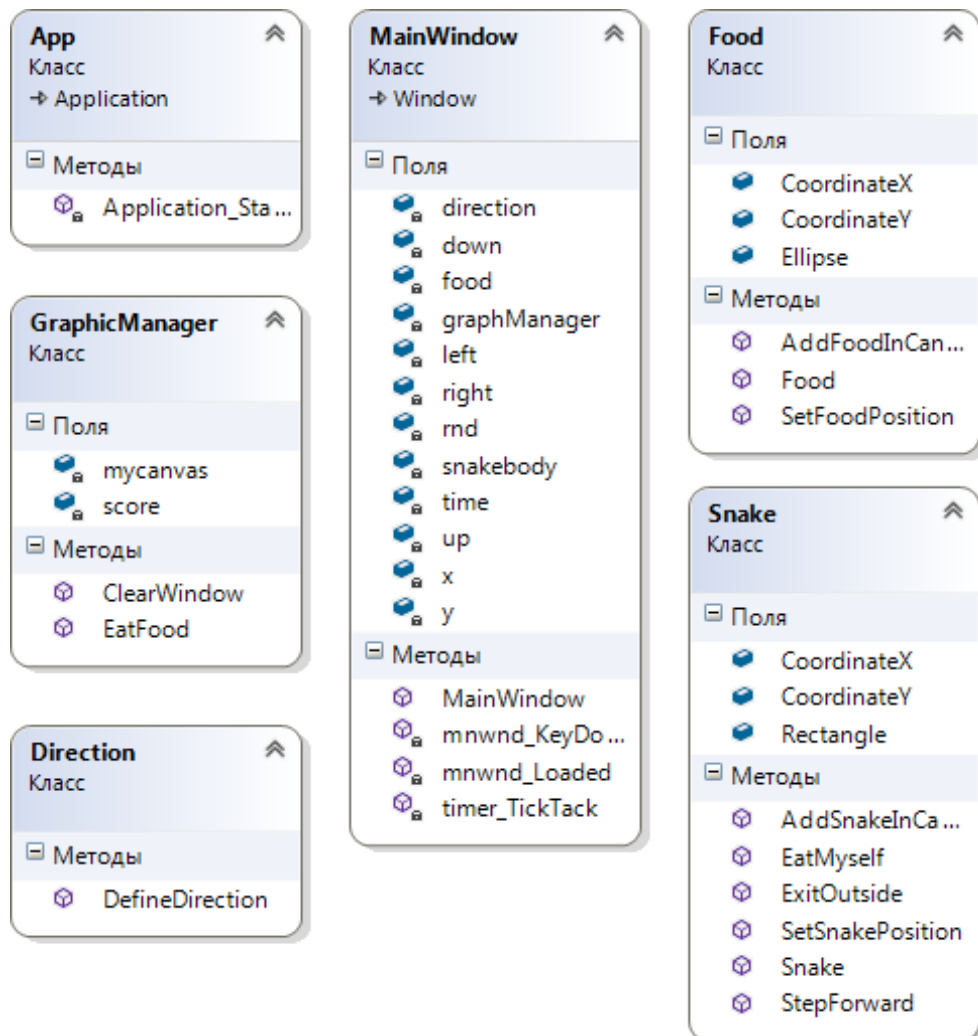 App
Класс
Application
Методы
Application_Sta...
GraphicManager
Класс
Поля
mycanvas
score
Методы
ClearWindow
EatFood
Direction
Класс
Методы
DefineDirection
MainWindow
Класс
Window
Поля
direction
down
food
graphManager
left
right
rnd
snakebody
time
up
x
y
Методы
MainWindow
mnwnd_KeyDo...
mnwnd_Loaded
timer_TickTack
Food
Класс
Поля
CoordinateX
CoordinateY
Ellipse
Методы
AddFoodInCan...
Food
SetFoodPosition
Snake
Класс
Поля
CoordinateX
CoordinateY
Rectangle
Методы
AddSnakeInCa...
EatMyself
ExitOutside
SetSnakePosition
Snake
StepForward